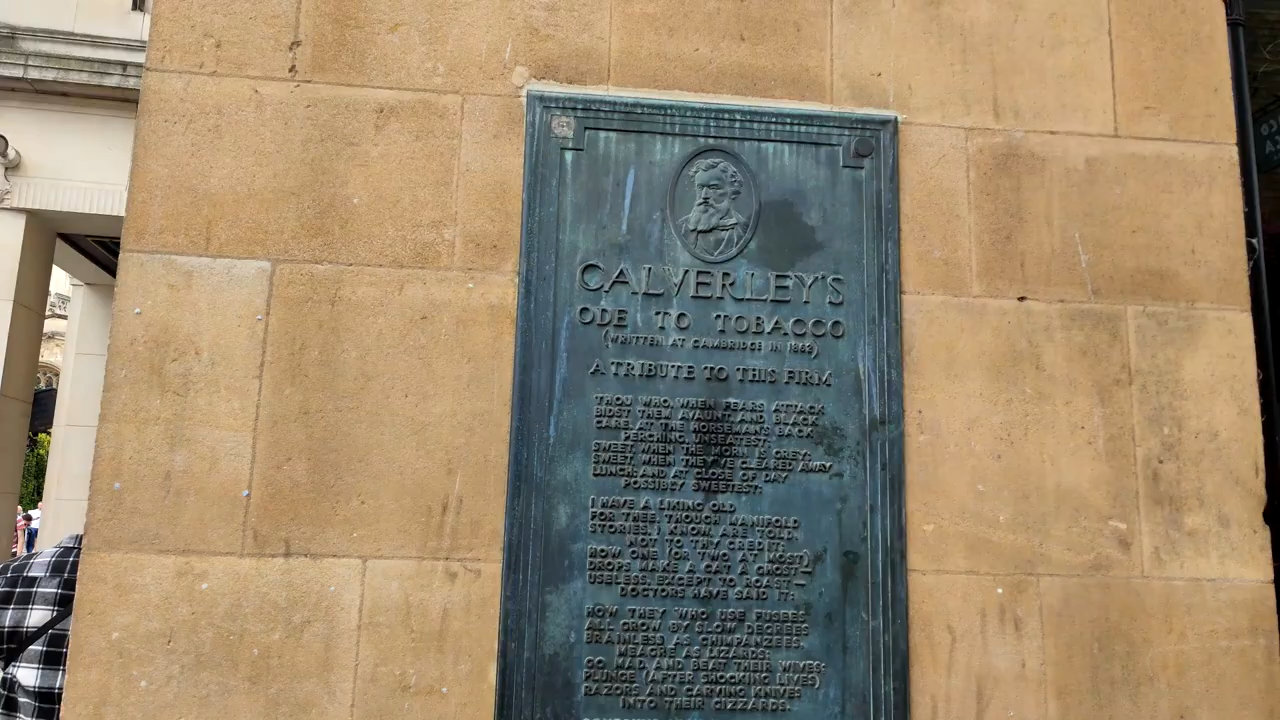 CALVERLEY'S
ODE TO TOBACCO
(WRITTEN AT CAMBRIDGE IN 1862)
A TRIBUTE TO THIS FIRM
THOU WHO, WHEN FEARS ATTACK
BIDST THEM AVAUNT, AND BLACK
CARE, AT THE HORSEMAN'S BACK
PERCHING, UNSEATEST;
SWEET, WHEN THE MORN IS GREY;
SWEET, WHEN THEY'VE CLEARED AWAY
LUNCH; AND AT CLOSE OF DAY
POSSIBLY SWEETEST:
I HAVE A LIKING OLD
FOR THEE, THOUGH MANIFOLD
STORIES, I KNOW, ARE TOLD,
NOT TO THY CREDIT;
HOW ONE (OR TWO AT MOST)
DROPS MAKE A CAT A GHOST-
USELESS, EXCEPT TO ROAST-
DOCTORS HAVE SAID IT:
HOW THEY WHO USE FUSEES
ALL GROW BY SLOW DEGREES
BRAINLESS AS CHIMPANZEES,
MEAGRE AS LIZARDS:
GO MAD, AND BEAT THEIR WIVES;
PLUNGE (AFTER SHOCKING LIVES)
RAZORS AND CARVING KNIVES
INTO THEIR GIZZARDS.